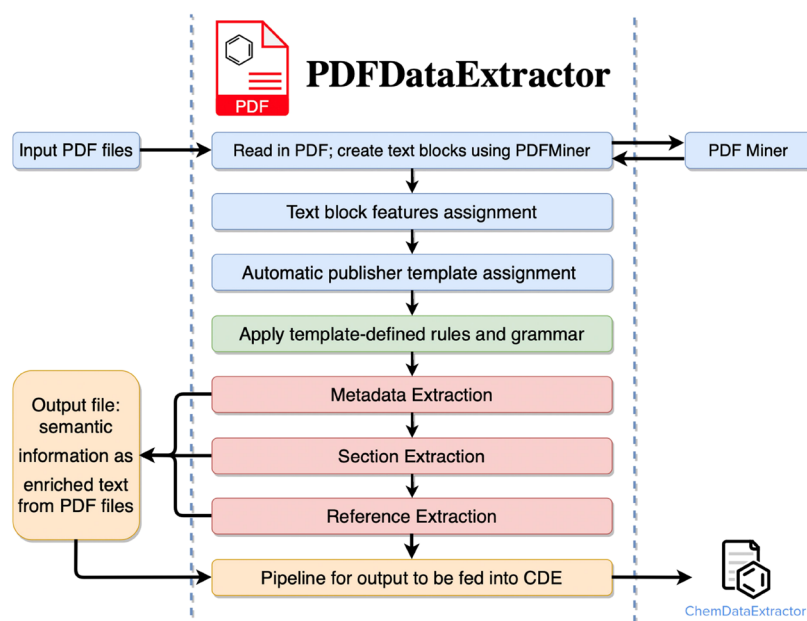 PDF
PDFDataExtractor
Input PDF files
Read in PDF; create text blocks using PDFMiner
PDF Miner
Text block features assignment
Automatic publisher template assignment
Apply template-defined rules and grammar
Metadata Extraction
Output file:
semantic
information as
enriched text
from PDF files
Section Extraction
Reference Extraction
Pipeline for output to be fed into CDE
ChemDataExtractor